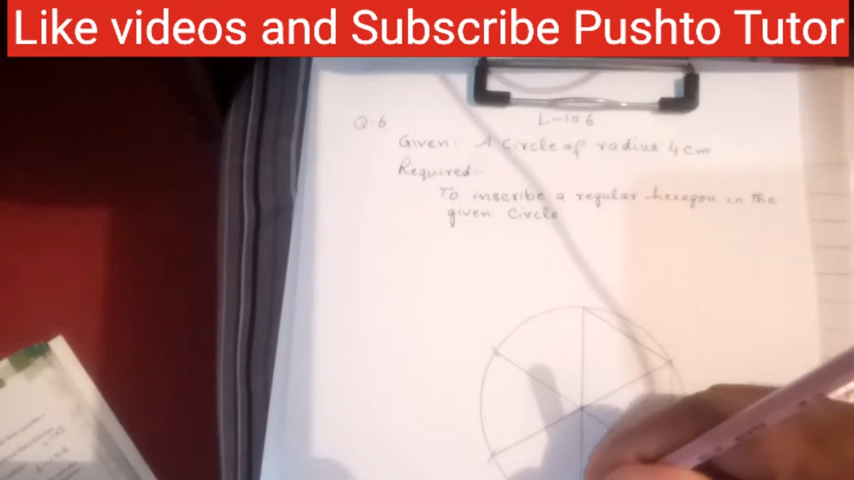 Like videos and Subscribe Pushto Tutor
Q.6 L-106
Given: A Circle of radius 4cm
Required:
To inscribe a regular hexagon in the
given Circle